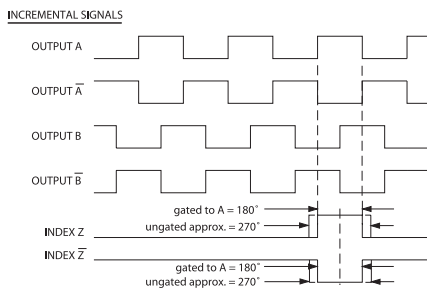 INCREMENTAL SIGNALS
OUTPUT A
OUTPUT A̅
OUTPUT B
OUTPUT B̅
gated to A = 180°
ungated approx. = 270°
INDEX Z
INDEX Z̅
gated to A = 180°
ungated approx. = 270°